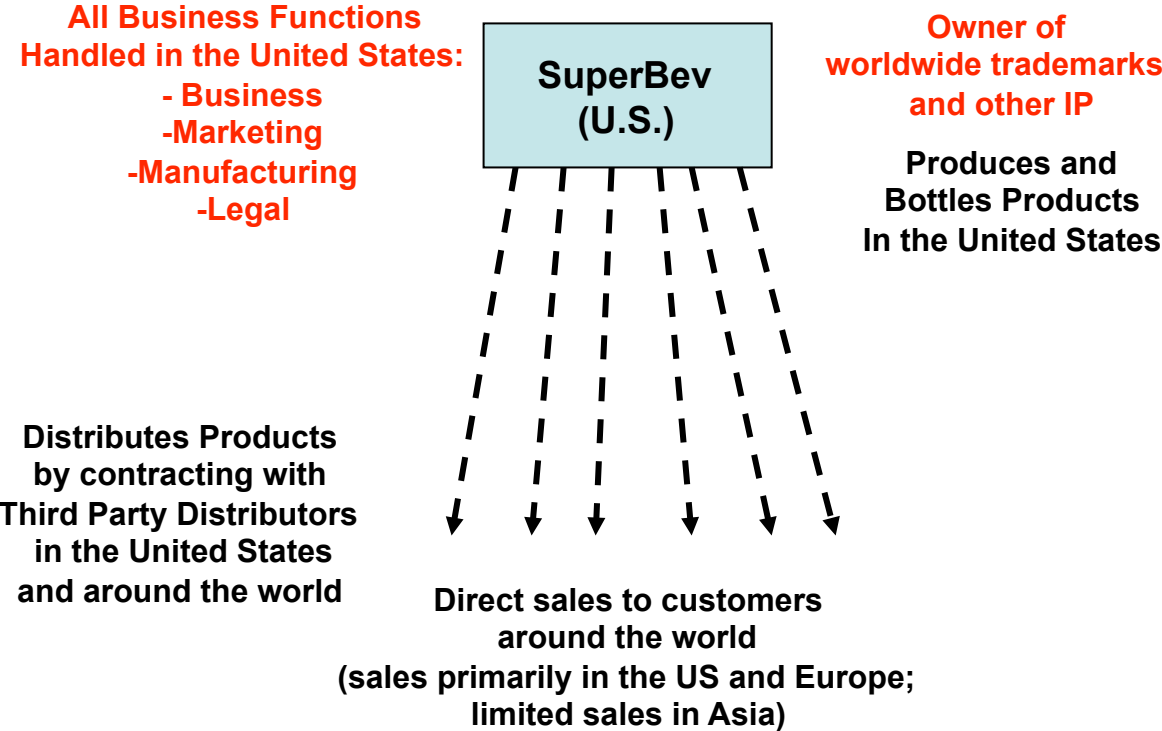 All Business Functions
Handled in the United States:
- Business
-Marketing
-Manufacturing
-Legal
SuperBev
(U.S.)
Owner of
worldwide trademarks
and other IP
Produces and
Bottles Products
In the United States
Distributes Products
by contracting with
Third Party Distributors
in the United States
and around the world
Direct sales to customers
around the world
(sales primarily in the US and Europe;
limited sales in Asia)